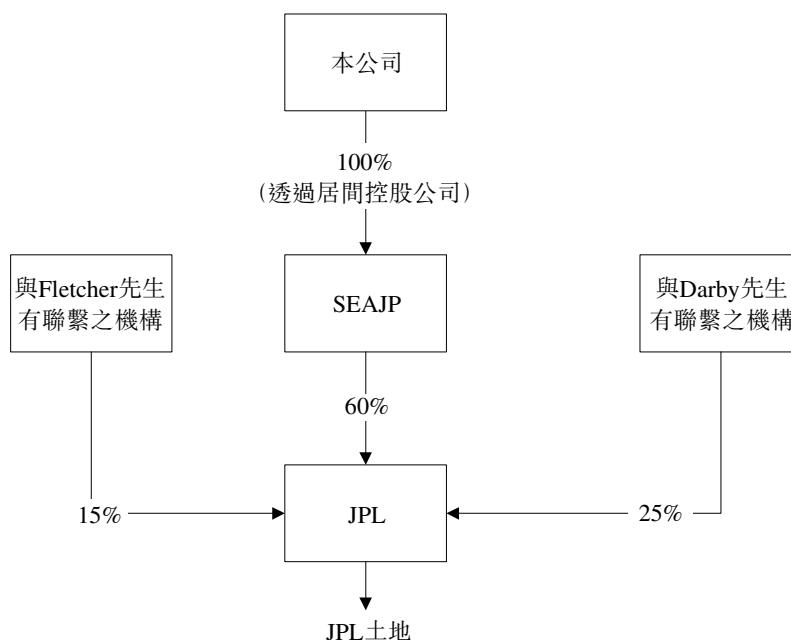 本公司
100%
(透過居間控股公司)
與Fletcher先生
有聯繫之機構
SEAJP
與Darby先生
有聯繫之機構
60%
15%
JPL
25%
JPL土地